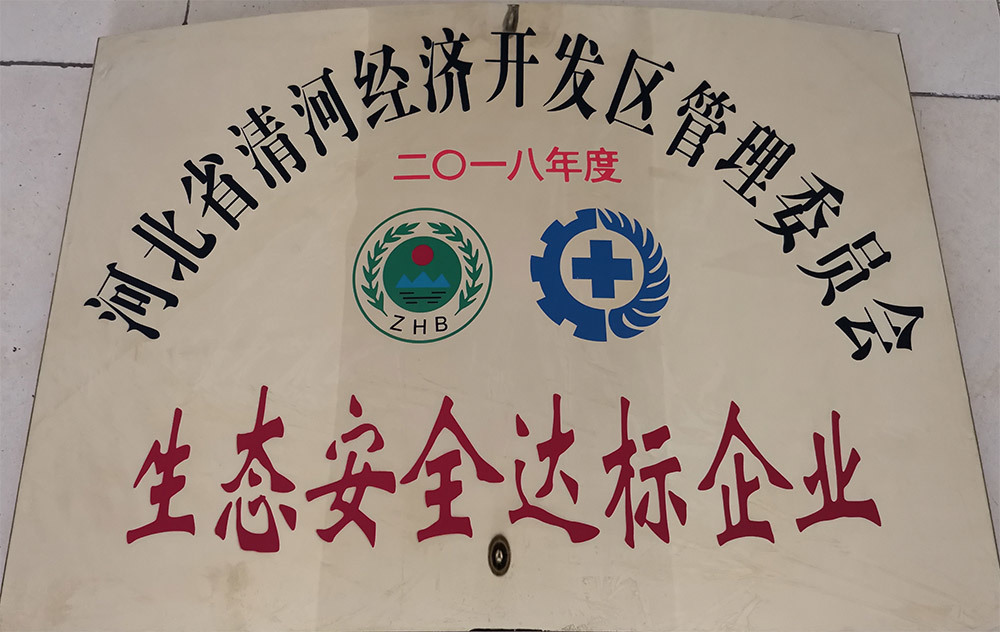 河北省清河经济开发区管理委员会
二〇一八年度
ZHB
生态安全达标企业